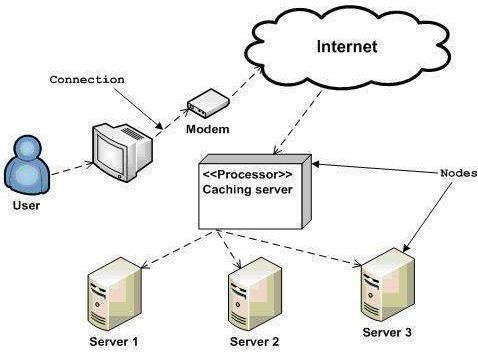 Internet
Connection
Modem
<<Processor>>
Caching server
Nodes
User
Server 1
Server 2
Server 3